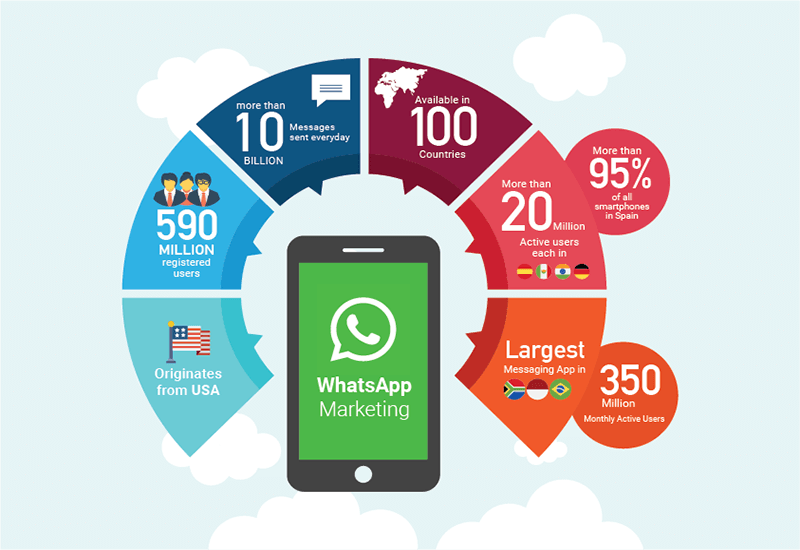 Originates
from USA
590
MILLION
registered
users
more than
10
BILLION
Messages
sent everyday
Available in
100
Countries
More than
20
Million
Active users
each in
More than
95%
of all
smartphones
in Spain
Largest
Messaging App in
350
Million
Monthly Active Users
WhatsApp
Marketing